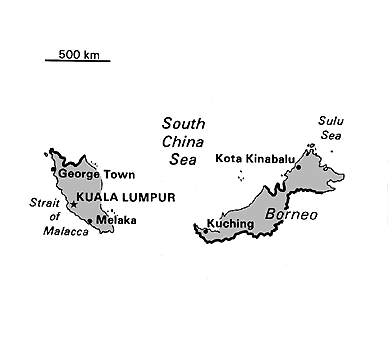 500 km
South
China
Sea
Sulu
Sea
Kota Kinabalu
George Town
KUALA LUMPUR
Strait
of
Malacca
Melaka
Borneo
Kuching